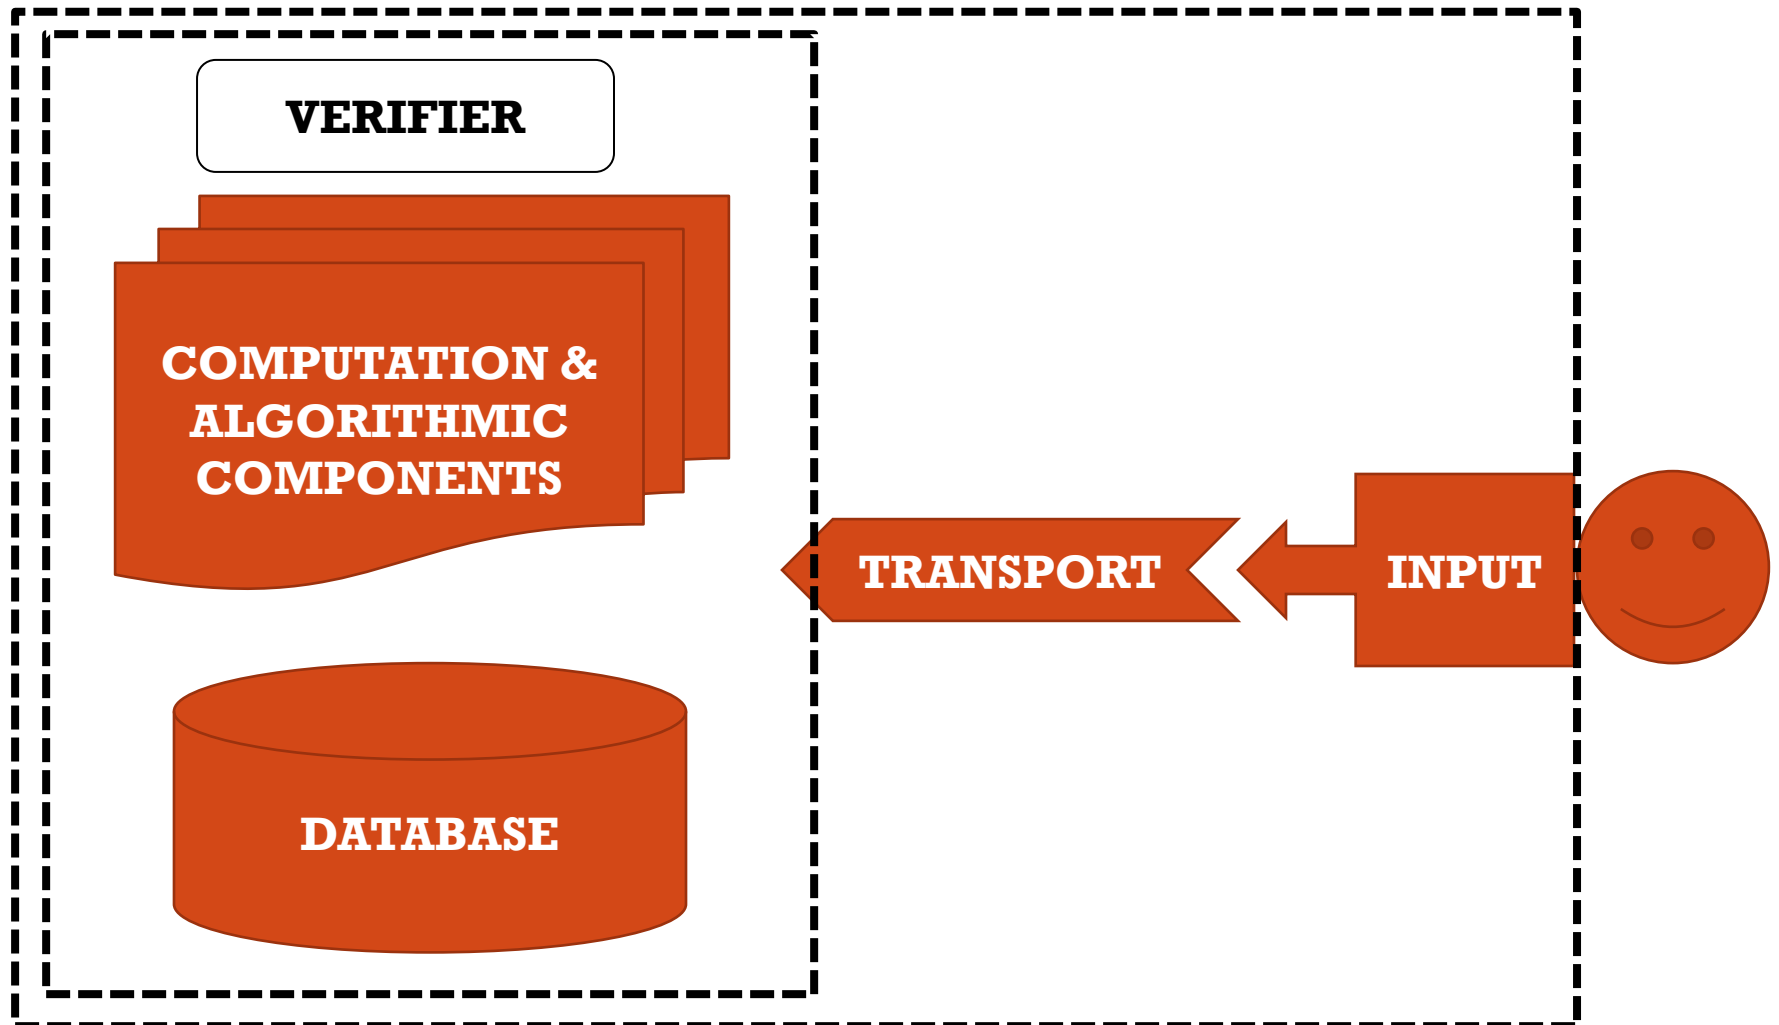 VERIFIER
COMPUTATION &
ALGORITHMIC
COMPONENTS
TRANSPORT
INPUT
DATABASE